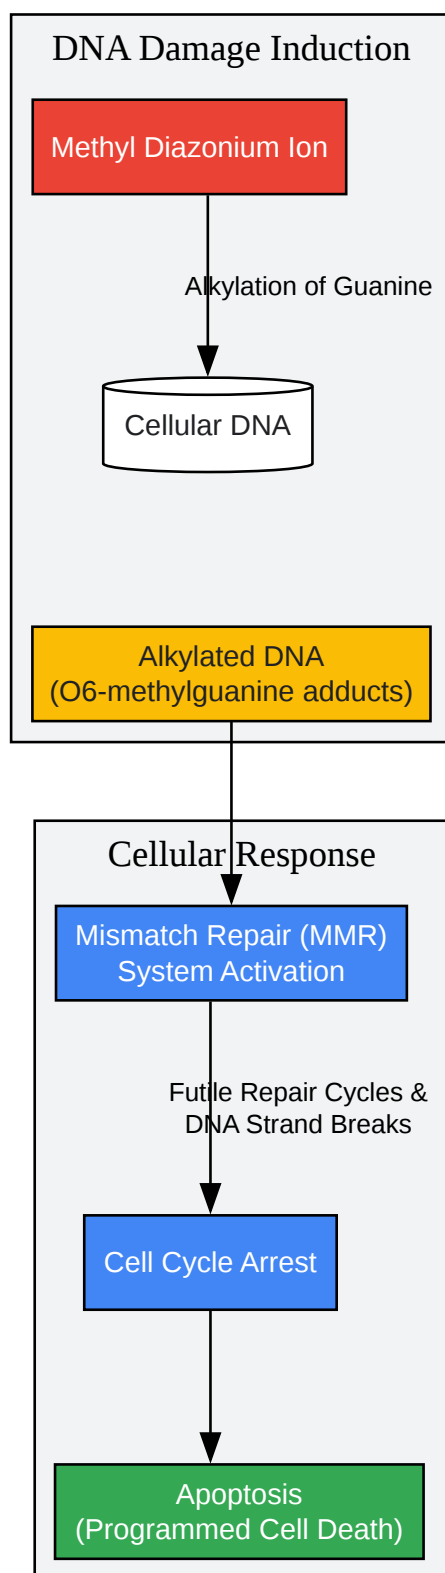 DNA Damage Induction
Methyl Diazonium Ion
Alkylation of Guanine
Cellular DNA
Alkylated DNA
(O6-methylguanine adducts)
Cellular Response
Mismatch Repair (MMR)
System Activation
Futile Repair Cycles &
DNA Strand Breaks
Cell Cycle Arrest
Apoptosis
(Programmed Cell Death)